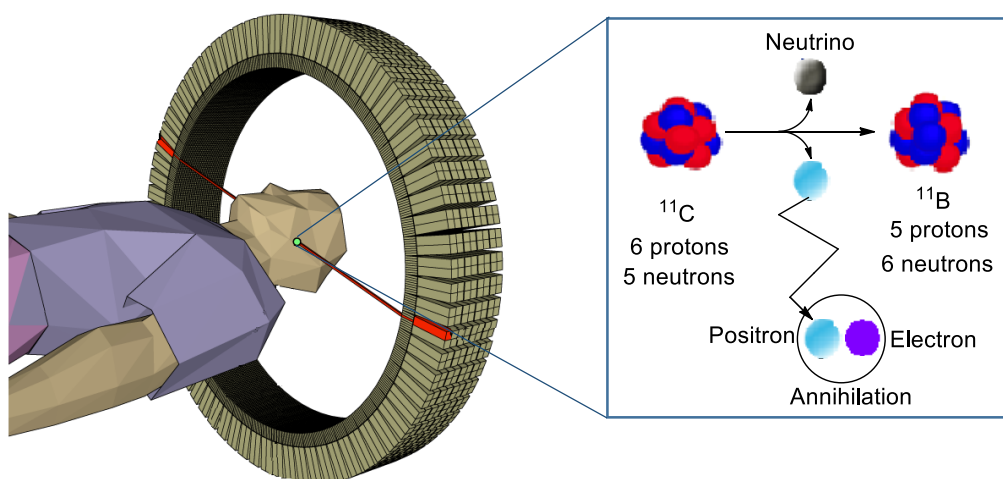 Neutrino
¹¹C
6 protons
5 neutrons
¹¹B
5 protons
6 neutrons
Positron
Electron
Annihilation